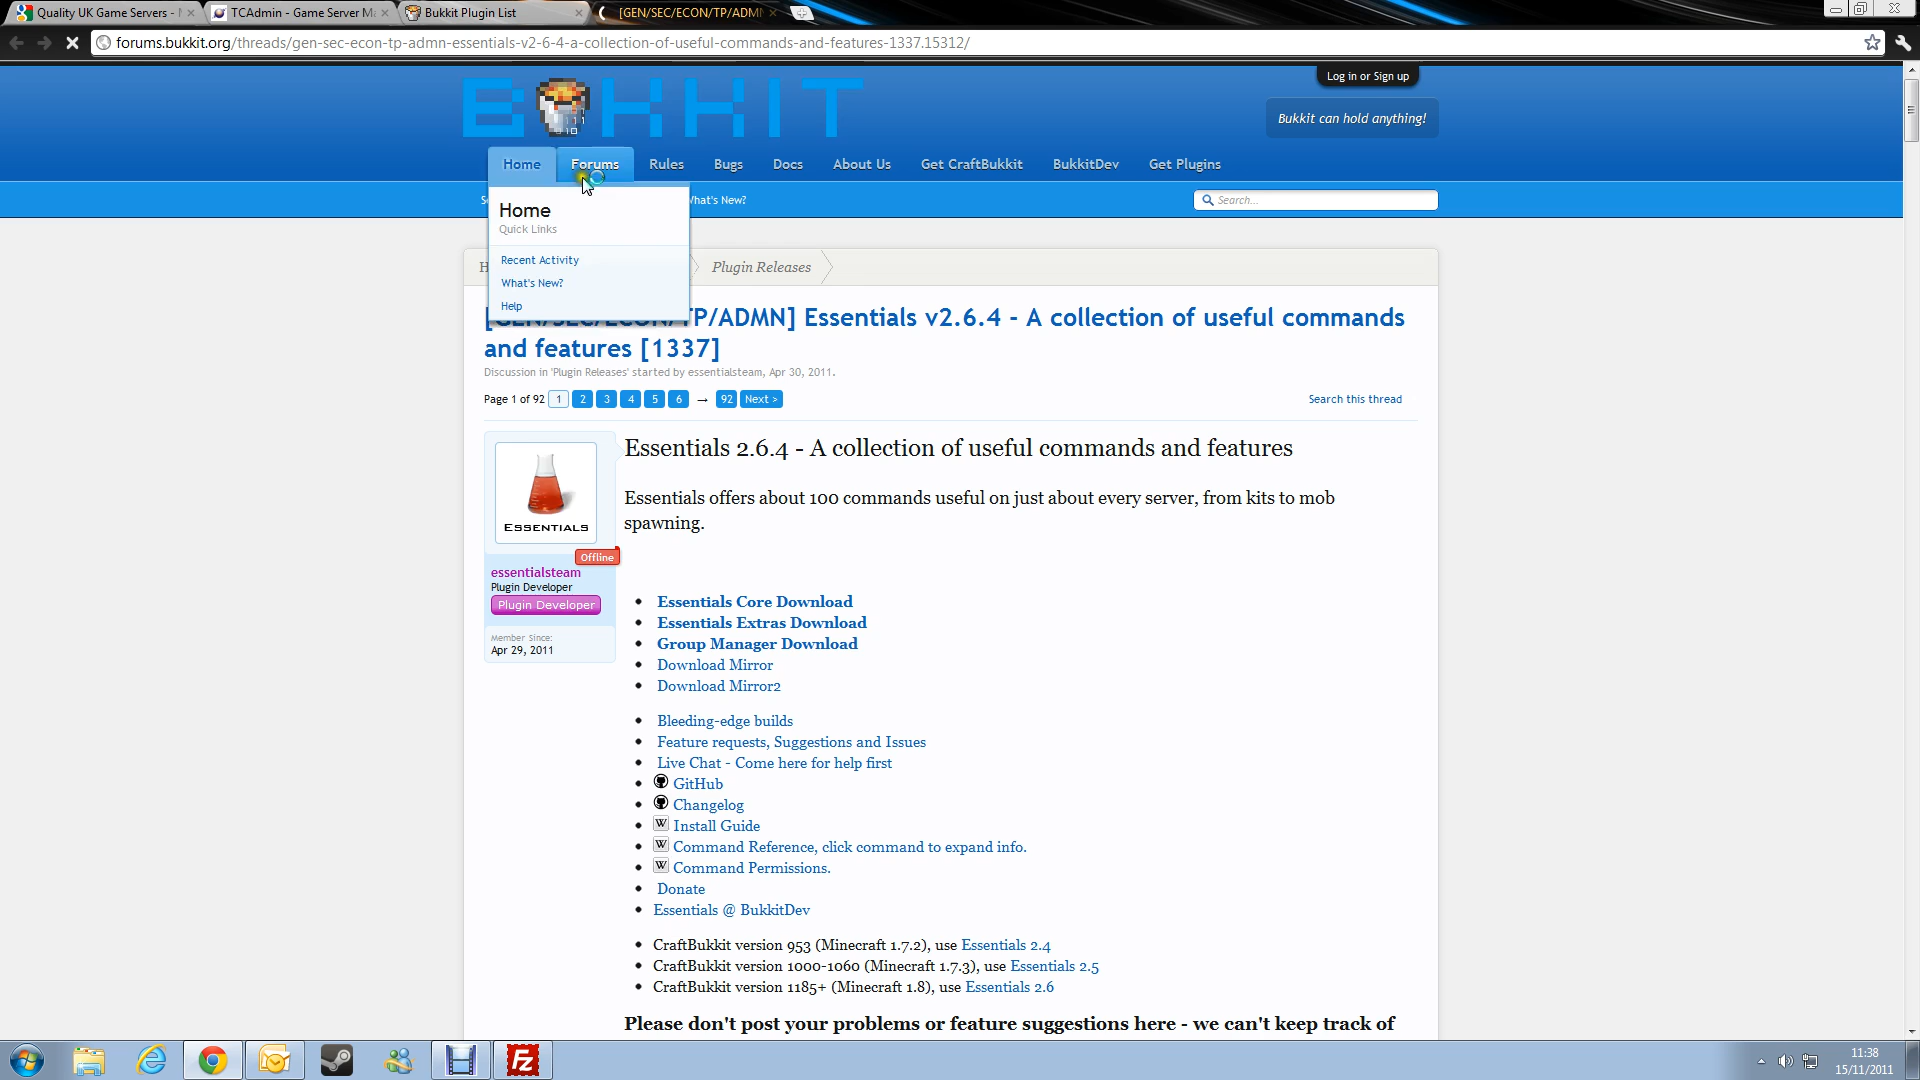 Quality UK Game Servers -
TCAdmin - Game Server Ma
Bukkit Plugin List
[GEN/SEC/ECON/TP/ADMN
forums.bukkit.org/threads/gen-sec-econ-tp-admn-essentials-v2-6-4-a-collection-of-useful-commands-and-features-1337.15312/
Log in or Sign up
BUKKIT
Bukkit can hold anything!
Home Forums Rules Bugs Docs About Us Get CraftBukkit BukkitDev Get Plugins
What's New?
Search...
Home
Quick Links
Recent Activity
What's New?
Help
Plugin Releases
[GEN/SEC/ECON/TP/ADMN] Essentials v2.6.4 - A collection of useful commands
and features [1337]
Discussion in 'Plugin Releases' started by essentialsteam, Apr 30, 2011.
Page 1 of 92 1 2 3 4 5 6 → 92 Next >
Search this thread
ESSENTIALS
Offline
essentialsteam
Plugin Developer
Plugin Developer
Member Since:
Apr 29, 2011
Essentials 2.6.4 - A collection of useful commands and features
Essentials offers about 100 commands useful on just about every server, from kits to mob
spawning.
• Essentials Core Download
• Essentials Extras Download
• Group Manager Download
• Download Mirror
• Download Mirror2
• Bleeding-edge builds
• Feature requests, Suggestions and Issues
• Live Chat - Come here for help first
• GitHub
• Changelog
• W Install Guide
• W Command Reference, click command to expand info.
• W Command Permissions.
• Donate
• Essentials @ BukkitDev
• CraftBukkit version 953 (Minecraft 1.7.2), use Essentials 2.4
• CraftBukkit version 1000-1060 (Minecraft 1.7.3), use Essentials 2.5
• CraftBukkit version 1185+ (Minecraft 1.8), use Essentials 2.6
Please don't post your problems or feature suggestions here - we can't keep track of
11:38
15/11/2011